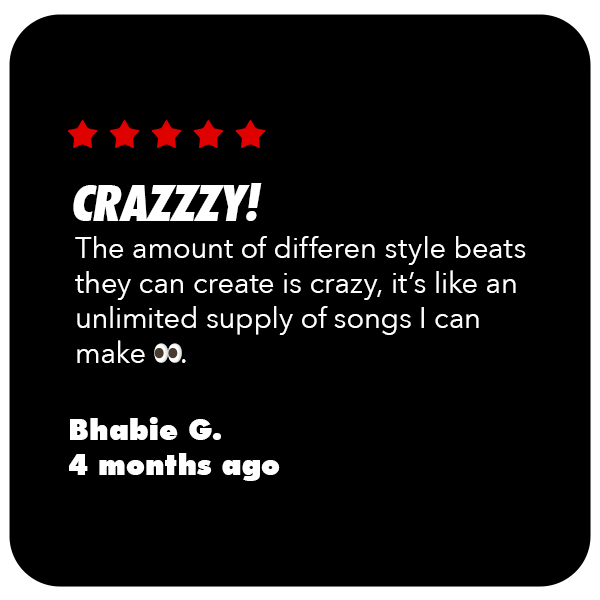 CRAZZZY!
The amount of differen style beats
they can create is crazy, it’s like an
unlimited supply of songs I can
make 👀.
Bhabie G.
4 months ago